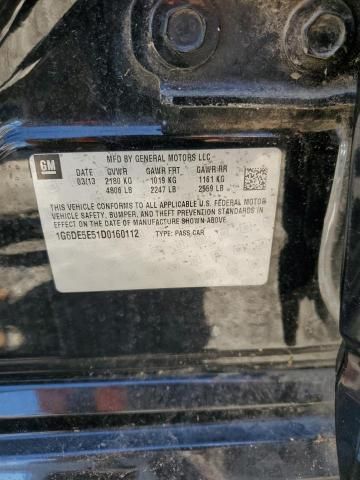 GM
MFD BY GENERAL MOTORS LLC
03/13 GVWR GAWR FRT GAWR RR
2180 KG 1019 KG 1161 KG
4806 LB 2247 LB 2569 LB
THIS VEHICLE CONFORMS TO ALL APPLICABLE U.S. FEDERAL MOTOR
VEHICLE SAFETY, BUMPER, AND THEFT PREVENTION STANDARDS IN
EFFECT ON THE DATE OF MANUFACTURE SHOWN ABOVE.
1G6DE5E51D0160112 TYPE: PASS CAR